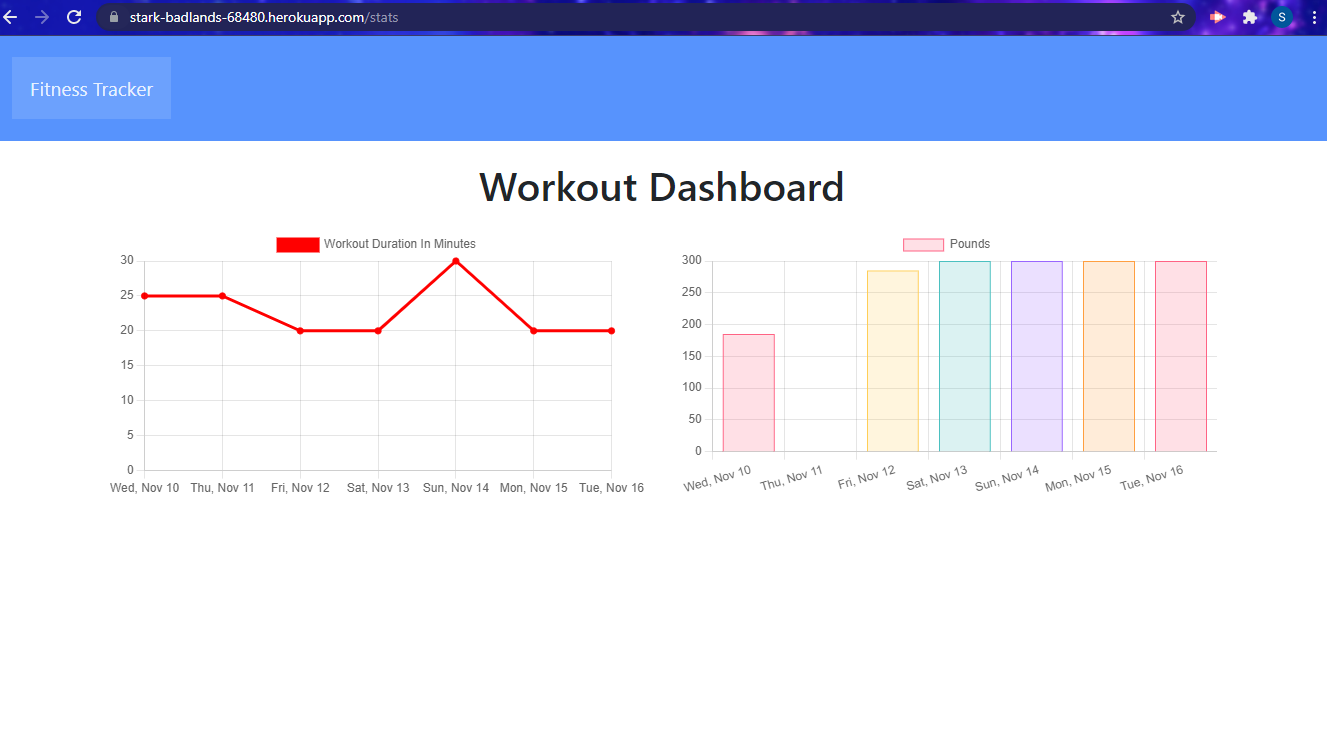 stark-badlands-68480.herokuapp.com/stats
S
Fitness Tracker
Workout Dashboard
Workout Duration In Minutes
30
25
20
15
10
5
0
Wed, Nov 10 Thu, Nov 11 Fri, Nov 12 Sat, Nov 13 Sun, Nov 14 Mon, Nov 15 Tue, Nov 16
Pounds
300
250
200
150
100
50
0
Wed, Nov 10 Thu, Nov 11 Fri, Nov 12 Sat, Nov 13 Sun, Nov 14 Mon, Nov 15 Tue, Nov 16